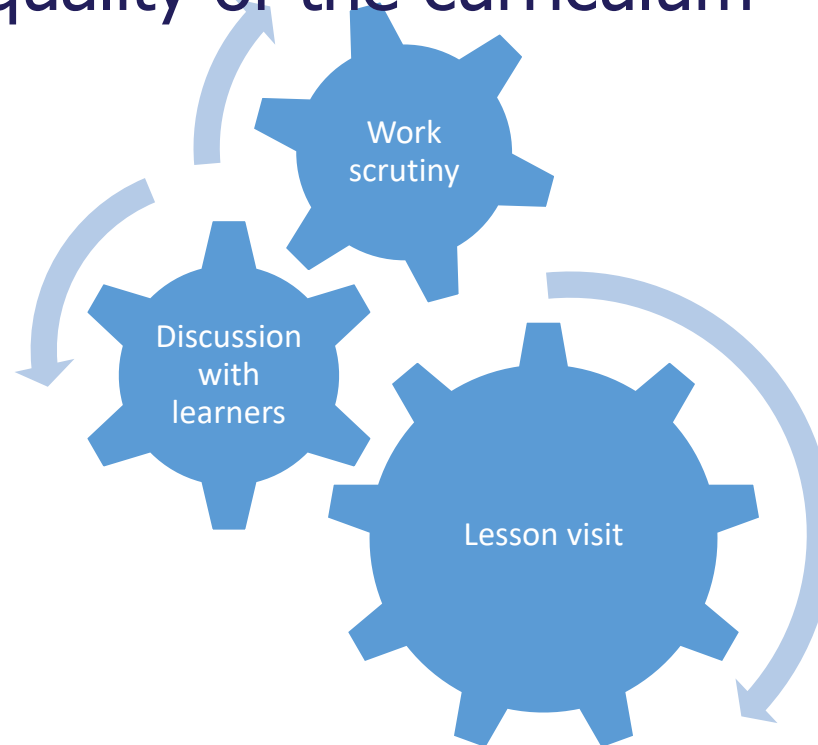 quality of the curriculum
Work
scrutiny
Discussion
with
learners
Lesson visit